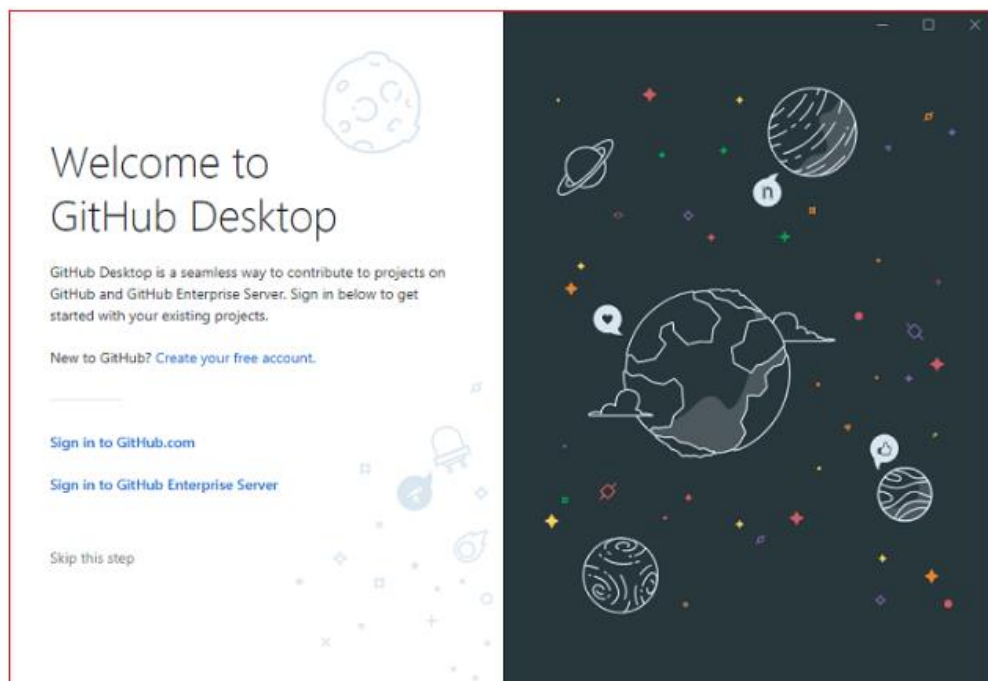 Welcome to
GitHub Desktop
GitHub Desktop is a seamless way to contribute to projects on
GitHub and GitHub Enterprise Server. Sign in below to get
started with your existing projects.
New to GitHub? Create your free account.
Sign in to GitHub.com
Sign in to GitHub Enterprise Server
Skip this step
n